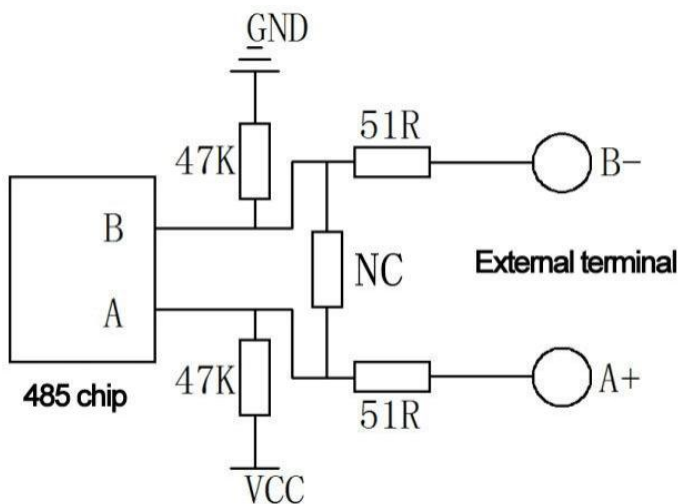 GND
51R
47K
B-
B
NC
External terminal
A
47K
A+
485 chip
51R
VCC